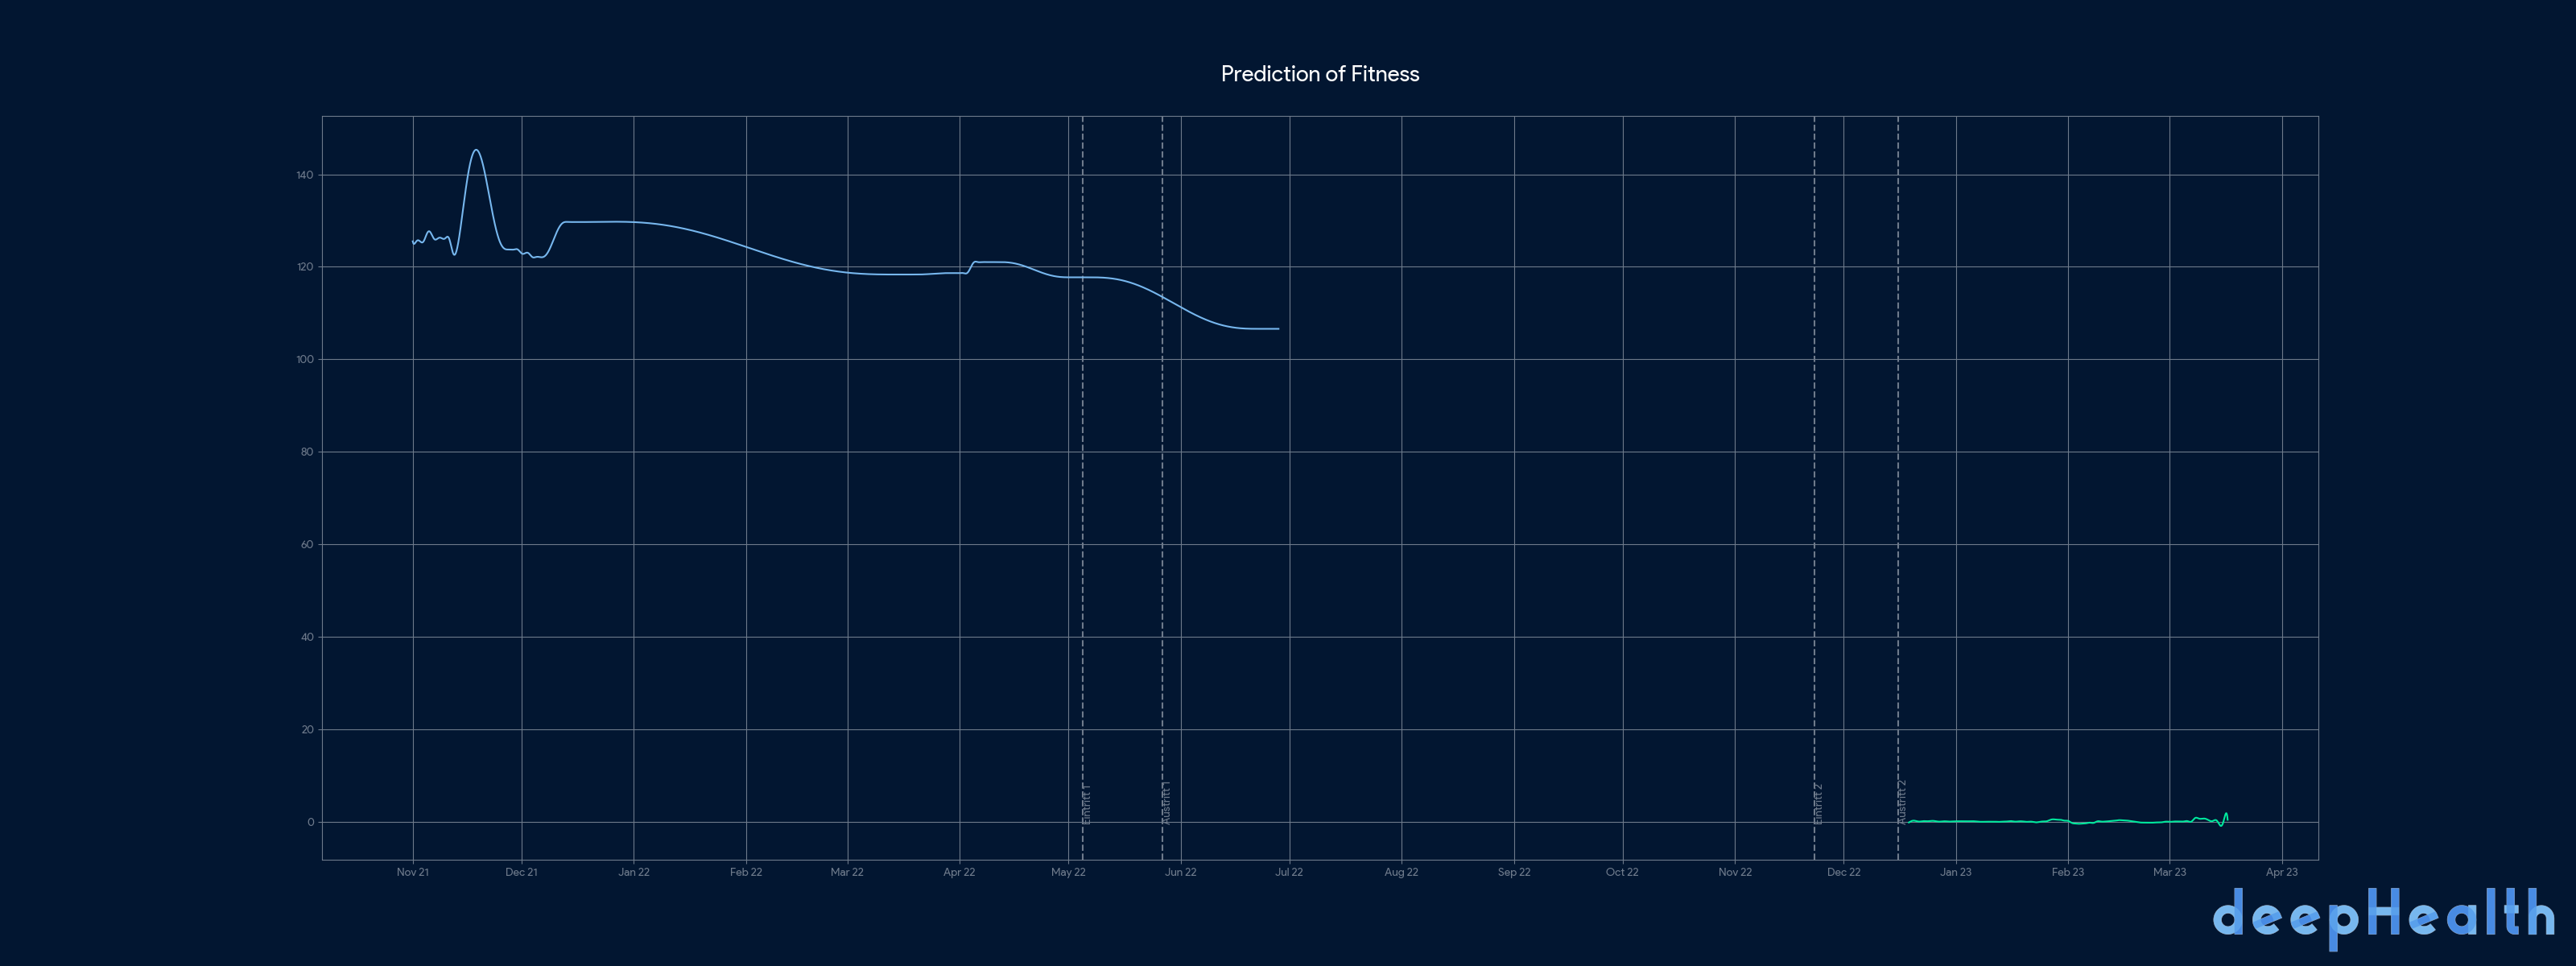 Prediction of Fitness
140
120
100
80
60
40
20
0
Eintritt 1
Austritt 1
Eintritt 2
Austritt 2
Nov 21 Dec 21 Jan 22 Feb 22 Mar 22 Apr 22 May 22 Jun 22 Jul 22 Aug 22 Sep 22 Oct 22 Nov 22 Dec 22 Jan 23 Feb 23 Mar 23 Apr 23
deepHealth